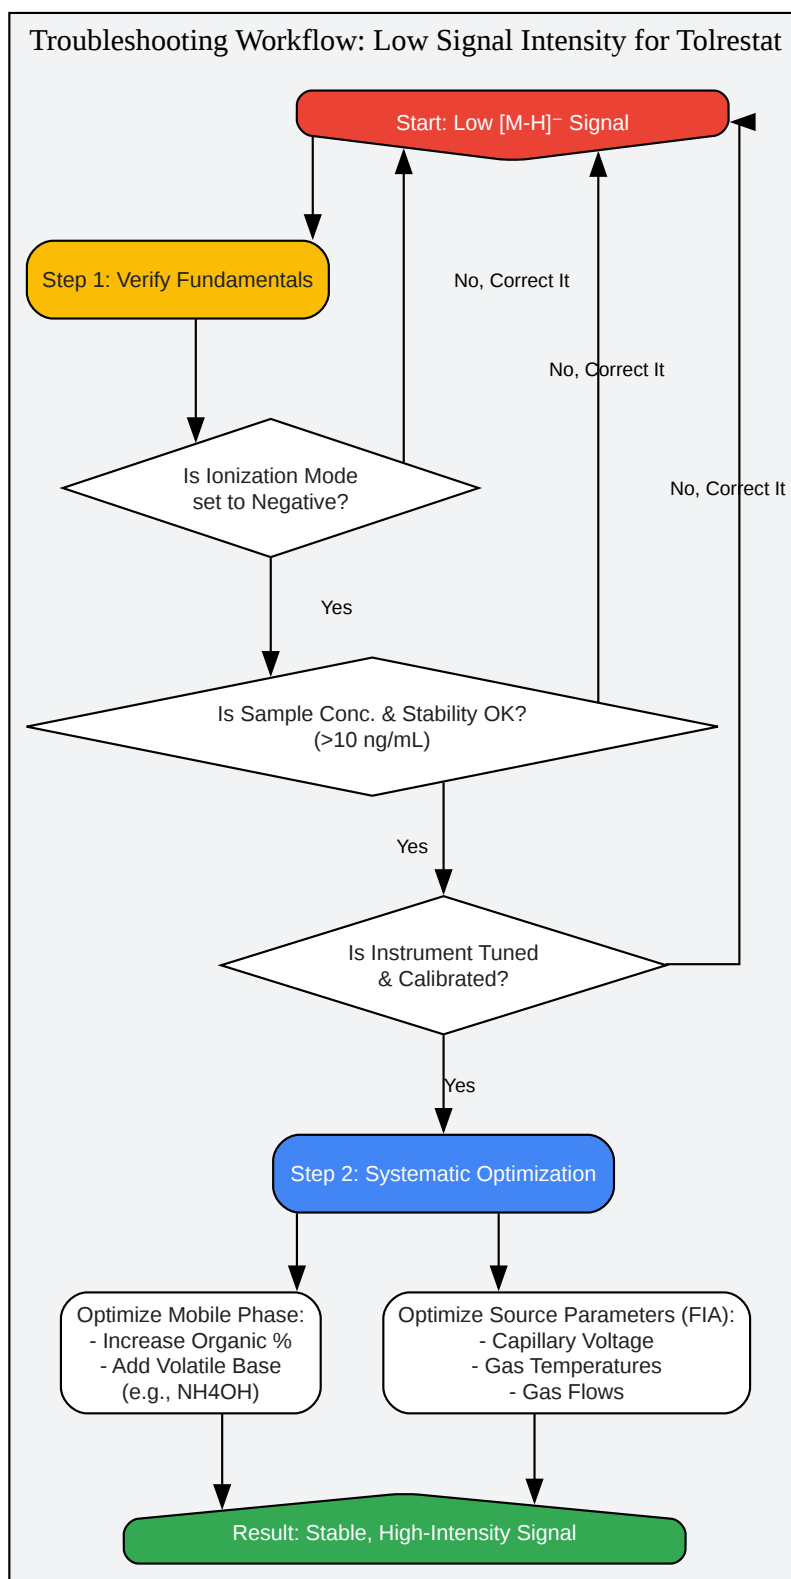 Troubleshooting Workflow: Low Signal Intensity for Tolrestat
Start: Low [M-H]⁻ Signal
Step 1: Verify Fundamentals
No, Correct It
No, Correct It
Is Ionization Mode
set to Negative?
No, Correct It
Yes
Is Sample Conc. & Stability OK?
(>10 ng/mL)
Yes
Is Instrument Tuned
& Calibrated?
Yes
Step 2: Systematic Optimization
Optimize Mobile Phase:
- Increase Organic %
- Add Volatile Base
(e.g., NH4OH)
Optimize Source Parameters (FIA):
- Capillary Voltage
- Gas Temperatures
- Gas Flows
Result: Stable, High-Intensity Signal